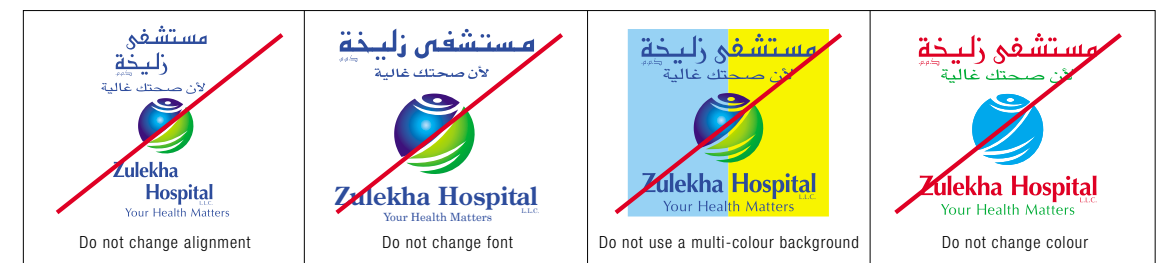 مستشفى
زليخة
ذ.م.م
لأن صحتك غالية
Zulekha
Hospital
L.L.C.
Your Health Matters
Do not change alignment
مستشفى زليخة
ذ.م.م
لأن صحتك غالية
Zulekha Hospital
L.L.C.
Your Health Matters
Do not change font
مستشفى زليخة
ذ.م.م
لأن صحتك غالية
Zulekha Hospital
L.L.C.
Your Health Matters
Do not use a multi-colour background
مستشفى زليخة
ذ.م.م
لأن صحتك غالية
Zulekha Hospital
L.L.C.
Your Health Matters
Do not change colour